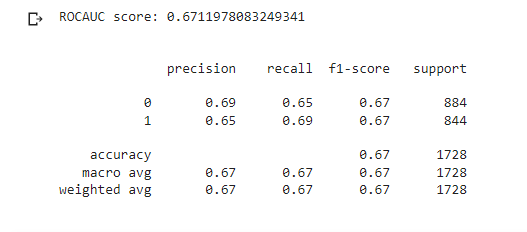 ROCAUC score: 0.6711978083249341
precision recall f1-score support
0 0.69 0.65 0.67 884
1 0.65 0.69 0.67 844
accuracy 0.67 1728
macro avg 0.67 0.67 0.67 1728
weighted avg 0.67 0.67 0.67 1728